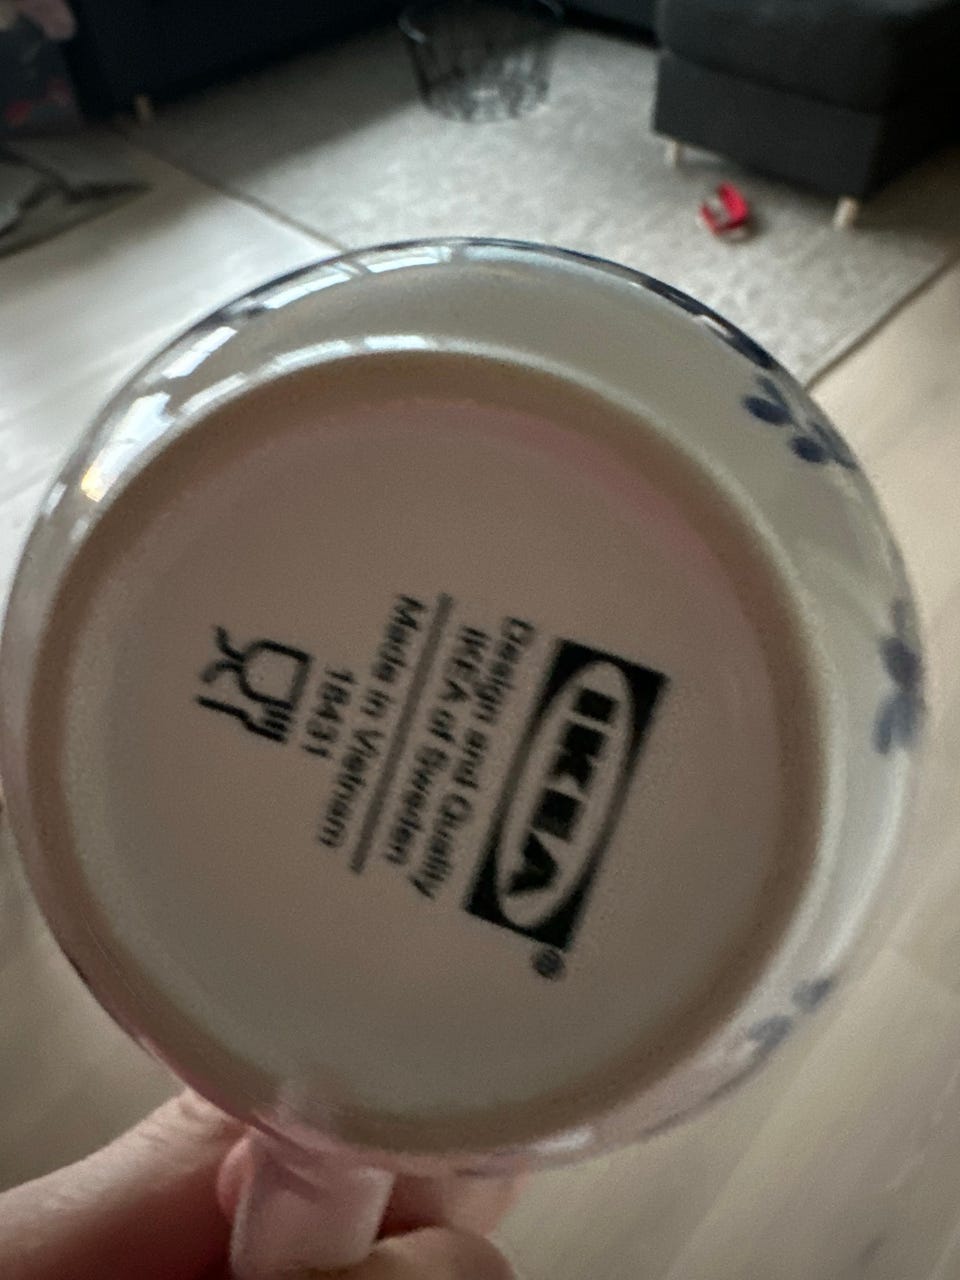 IKEA®
Design and Quality
IKEA of Sweden
Made in Vietnam
18431